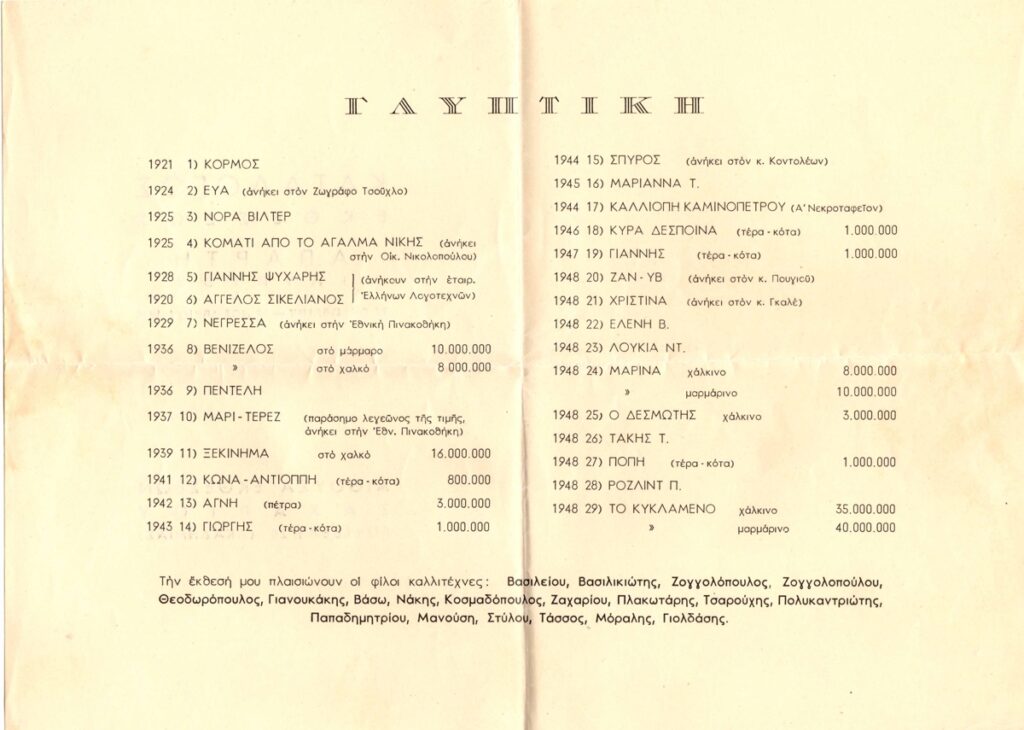 ΓΛΥΠΤΙΚΗ
1921 1) ΚΟΡΜΟΣ
1924 2) ΕΥΑ (ἀνήκει στὸν Ζωγράφο Τσοῦχλο)
1925 3) ΝΟΡΑ ΒΙΛΤΕΡ
1925 4) ΚΟΜΑΤΙ ΑΠΟ ΤΟ ΑΓΑΛΜΑ ΝΙΚΗΣ (ἀνήκει
στὴν Οἰκ. Νικολοπούλου)
1928 5) ΓΙΑΝΝΗΣ ΨΥΧΑΡΗΣ (ἀνήκουν στὴν ἑταιρ.
1920 6) ΑΓΓΕΛΟΣ ΣΙΚΕΛΙΑΝΟΣ Ἑλλήνων Λογοτεχνῶν)
1929 7) ΝΕΓΡΕΣΣΑ (ἀνήκει στὴν Ἐθνικὴ Πινακοθήκη)
1936 8) ΒΕΝΙΖΕΛΟΣ στὸ μάρμαρο 10.000.000
» στὸ χαλκό 8 000.000
1936 9) ΠΕΝΤΕΛΗ
1937 10) ΜΑΡΙ - ΤΕΡΕΖ (παράσημο λεγεῶνος τῆς τιμῆς,
ἀνήκει στὴν Ἐθν. Πινακοθήκη)
1939 11) ΞΕΚΙΝΗΜΑ στὸ χαλκό 16.000.000
1941 12) ΚΩΝΑ - ΑΝΤΙΟΠΠΗ (τέρα - κότα) 800.000
1942 13) ΑΓΝΗ (πέτρα) 3.000.000
1943 14) ΓΙΩΡΓΗΣ (τέρα - κότα) 1.000.000
1944 15) ΣΠΥΡΟΣ (ἀνήκει στὸν κ. Κοντολέων)
1945 16) ΜΑΡΙΑΝΝΑ Τ.
1944 17) ΚΑΛΛΙΟΠΗ ΚΑΜΙΝΟΠΕΤΡΟΥ (Α' Νεκροταφεῖον)
1946 18) ΚΥΡΑ ΔΕΣΠΟΙΝΑ (τέρα - κότα) 1.000.000
1947 19) ΓΙΑΝΝΗΣ (τέρα - κότα) 1.000.000
1948 20) ΖΑΝ - ΥΒ (ἀνήκει στὸν κ. Πουγιοῦ)
1948 21) ΧΡΙΣΤΙΝΑ (ἀνήκει στὸν κ. Γκαλέ)
1948 22) ΕΛΕΝΗ Β.
1948 23) ΛΟΥΚΙΑ ΝΤ.
1948 24) ΜΑΡΙΝΑ χάλκινο 8.000.000
» μαρμάρινο 10.000.000
1948 25) Ο ΔΕΣΜΩΤΗΣ χάλκινο 3.000.000
1948 26) ΤΑΚΗΣ Τ.
1948 27) ΠΟΠΗ (τέρα - κότα) 1.000.000
1948 28) ΡΟΖΛΙΝΤ Π.
1948 29) ΤΟ ΚΥΚΛΑΜΕΝΟ χάλκινο 35.000.000
» μαρμάρινο 40.000.000
Τὴν ἔκθεσή μου πλαισιώνουν οἱ φίλοι καλλιτέχνες : Βασιλείου, Βασιλικιώτης, Ζογγολόπουλος, Ζογγολοπούλου,
Θεοδωρόπουλος, Γιανουκάκης, Βάσω, Νάκης, Κοσμαδόπουλος, Ζαχαρίου, Πλακωτάρης, Τσαρούχης, Πολυκαντριώτης,
Παπαδημητρίου, Μανούση, Στύλου, Τάσσος, Μόραλης, Γιολδάσης.